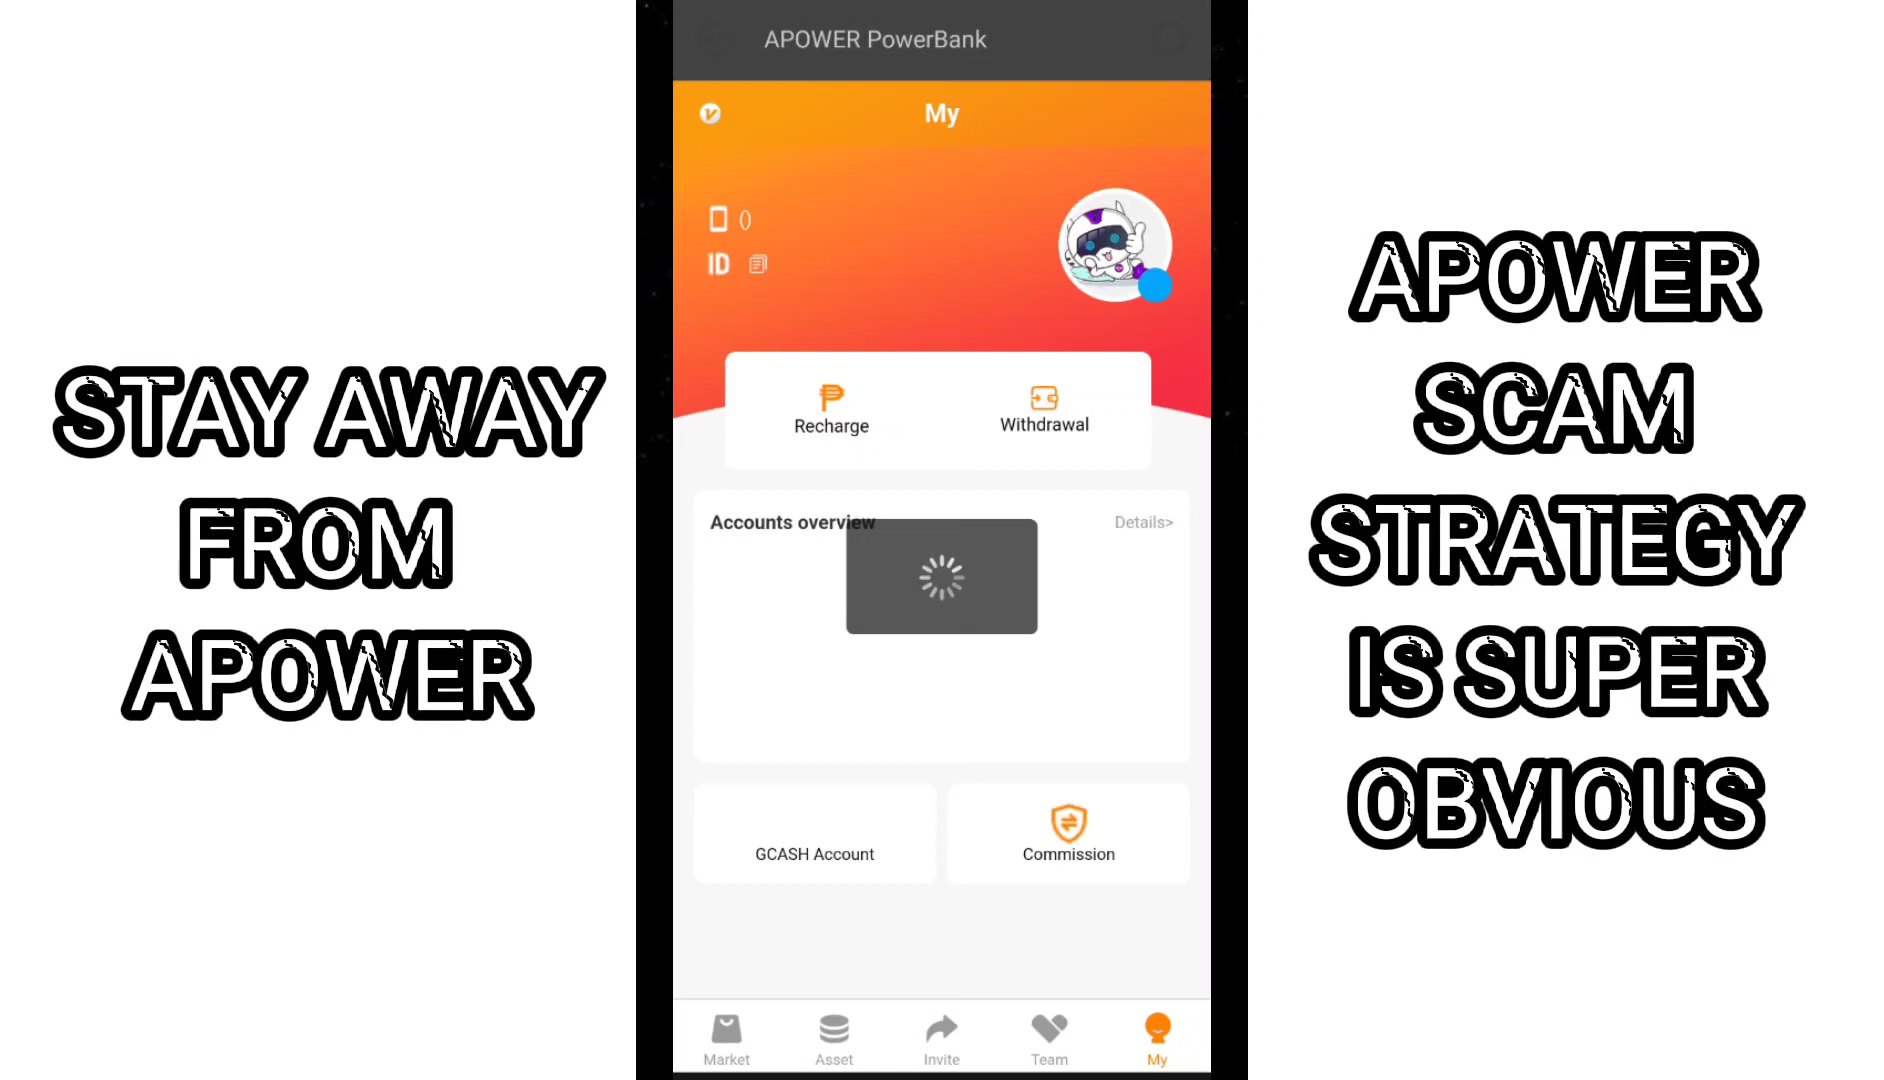 STAY AWAY
FROM
APOWER
APOWER PowerBank
My
()
ID
Recharge
Withdrawal
Accounts overview
Details>
GCASH Account
Commission
Market
Asset
Invite
Team
My
APOWER
SCAM
STRATEGY
IS SUPER
OBVIOUS